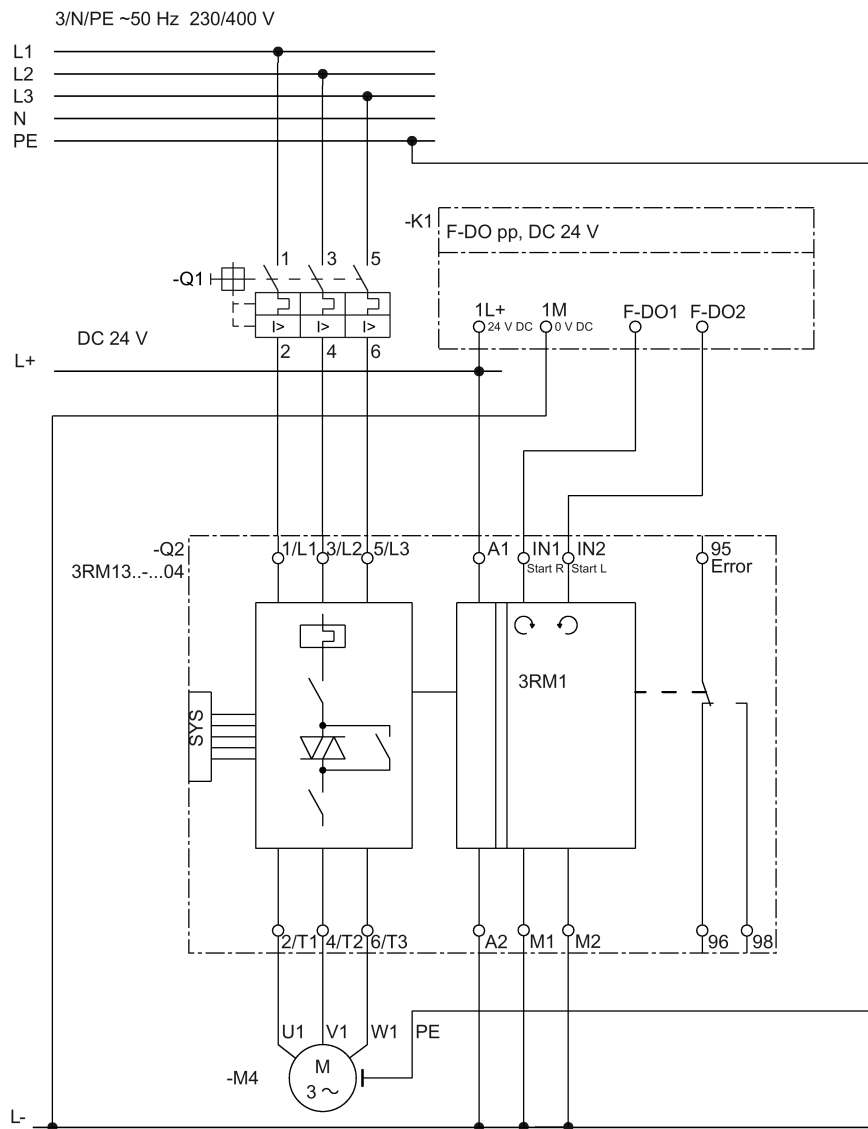 3/N/PE ~50 Hz 230/400 V
L1
L2
L3
N
PE
-K1
F-DO pp, DC 24 V
1 3 5
-Q1
I> I> I>
2 4 6
1L+ 1M F-DO1 F-DO2
24 V DC 0 V DC
DC 24 V
L+
-Q2
3RM13..-...04
1/L1 3/L2 5/L3 A1 IN1 IN2 95
Start R Start L Error
3RM1
SYS
2/T1 4/T2 6/T3 A2 M1 M2 96 98
U1 V1 W1 PE
-M4
M
3 ~
L-